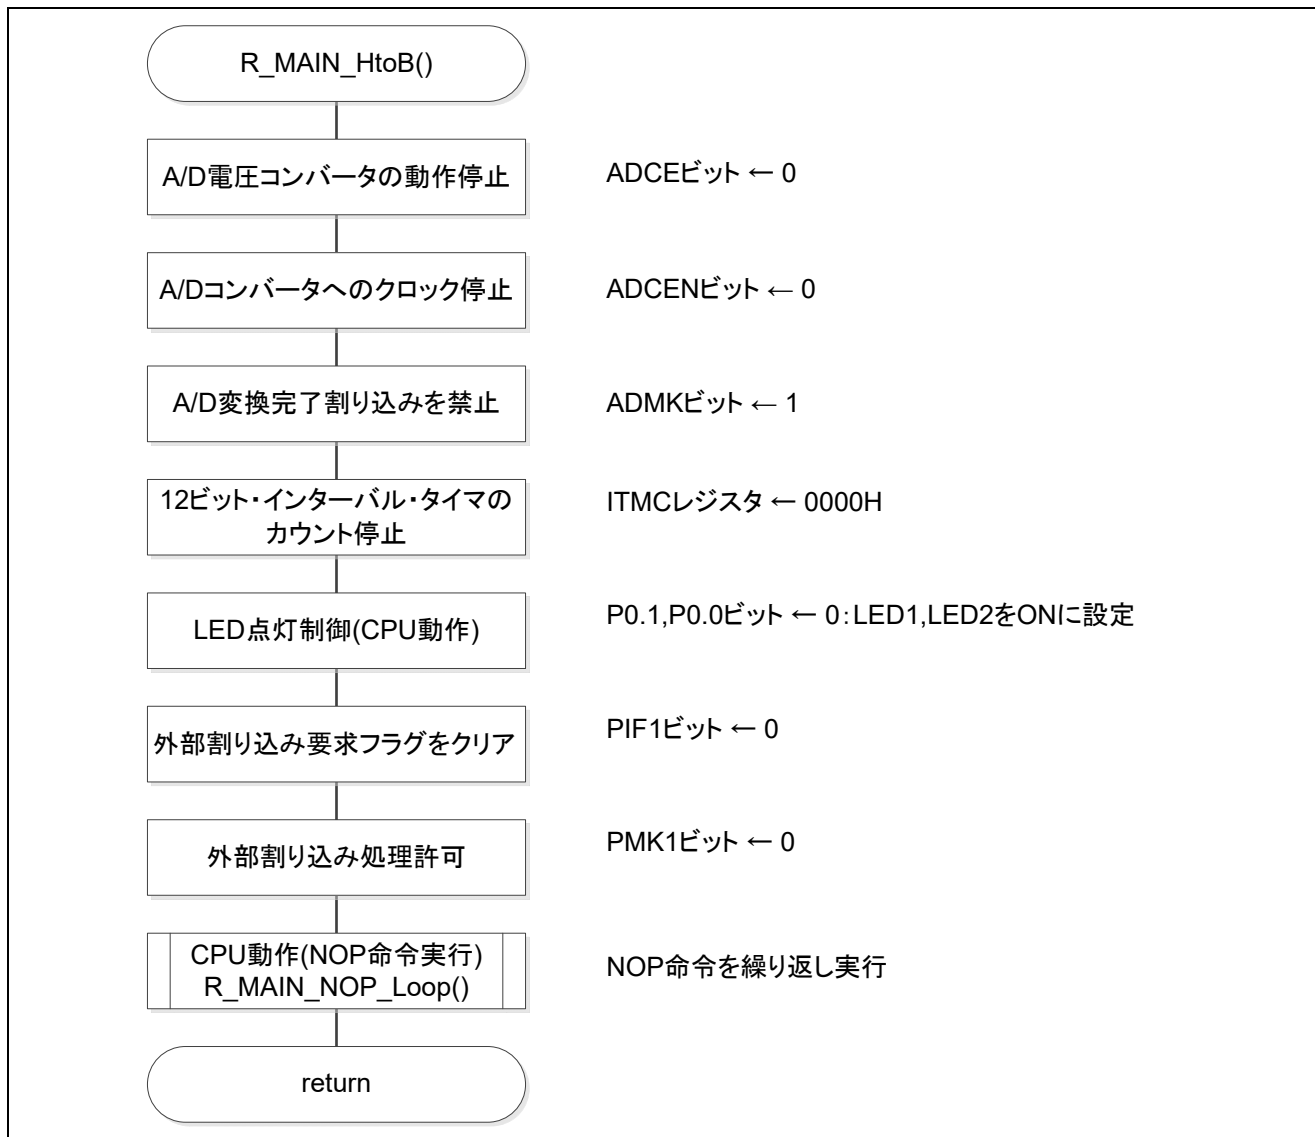 R_MAIN_HtoB()
A/D電圧コンバータの動作停止
ADCEビット ← 0
A/Dコンバータへのクロック停止
ADCENビット ← 0
A/D変換完了割り込みを禁止
ADMKビット ← 1
12ビット・インターバル・タイマの
カウント停止
ITMCレジスタ ← 0000H
LED点灯制御(CPU動作)
P0.1,P0.0ビット ← 0：LED1,LED2をONに設定
外部割り込み要求フラグをクリア
PIF1ビット ← 0
外部割り込み処理許可
PMK1ビット ← 0
CPU動作(NOP命令実行)
R_MAIN_NOP_Loop()
NOP命令を繰り返し実行
return